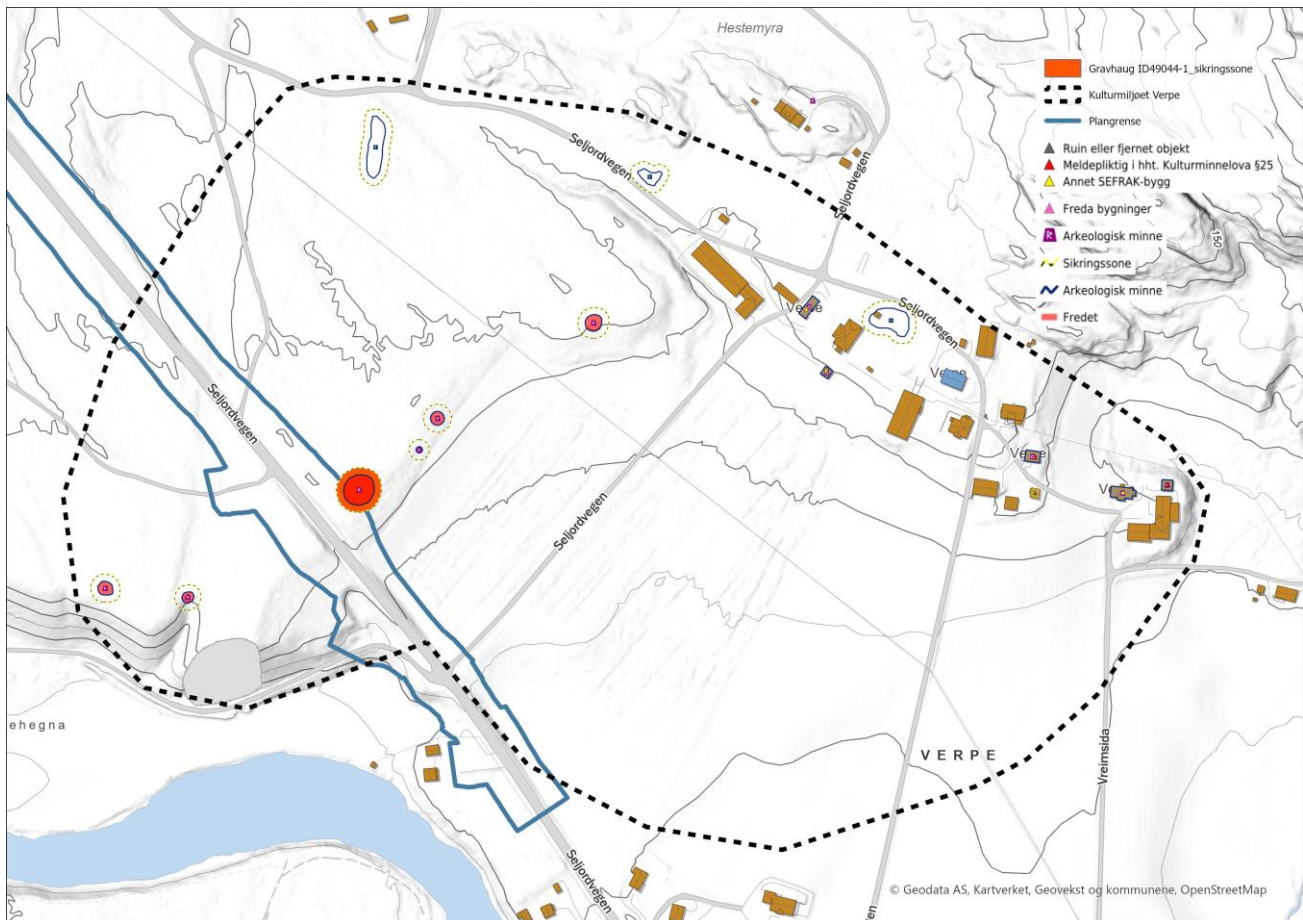 Hestemyra
Gravhaug ID49044-1_sikringssone
Kulturmiljøet Verpe
Plangrense
Ruin eller fjernet objekt
Meldepliktig i hht. Kulturminnelova §25
Annet SEFRAK-bygg
Freda bygninger
R Arkeologisk minne
Sikringssone
Arkeologisk minne
Fredet
150
Seljordvegen
Seljordvegen
Seljordvegen
Verpe
Verpe
Seljordvegen
Seljordvegen
ehegna
VERPE
Vreimsida
Seljordvegen
© Geodata AS, Kartverket, Geovekst og kommunene, OpenStreetMap